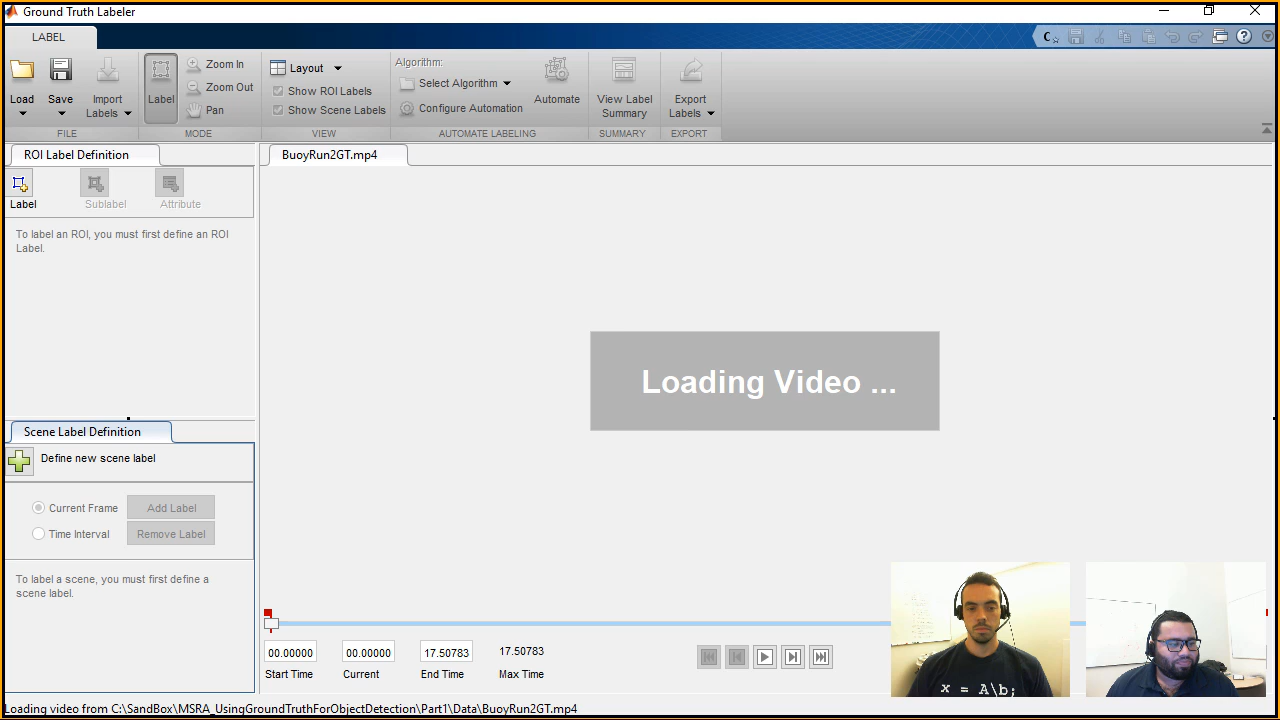 Ground Truth Labeler
LABEL
Load
Save
Import
Labels
FILE
Label
Zoom In
Zoom Out
Pan
MODE
Layout
Show ROI Labels
Show Scene Labels
VIEW
Algorithm:
Select Algorithm
Configure Automation
Automate
AUTOMATE LABELING
View Label
Summary
SUMMARY
Export
Labels
EXPORT
ROI Label Definition
BuoyRun2GT.mp4
Label
Sublabel
Attribute
To label an ROI, you must first define an ROI
Label.
Loading Video ...
Scene Label Definition
Define new scene label
Current Frame
Add Label
Time Interval
Remove Label
To label a scene, you must first define a
scene label.
00.00000
00.00000
17.50783
17.50783
Start Time
Current
End Time
Max Time
x = A\b;
Loading video from C:\SandBox\MSRA_UsingGroundTruthForObjectDetection\Part1\Data\BuoyRun2GT.mp4